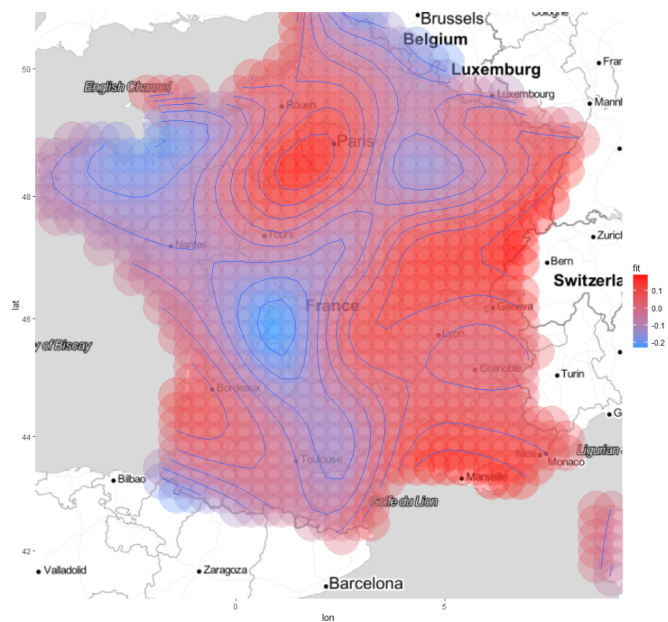 Brussels
Cologne
Belgium
50
Fran
Luxemburg
English Channel
Luxembourg
Mannh
Rouen
Paris
48
Tours
Nantes
Zurich
Bern
Switzerla
fit
France
Geneva
0.1
46
0.0
Lyon
-0.1
y of Biscay
-0.2
Grenoble
Turin
Bordeaux
G
44
Ligurian
Nice
Toulouse
Monaco
Marseille
Bilbao
Golfe du Lion
42
Valladolid
Zaragoza
Barcelona
0
5
lon
lat